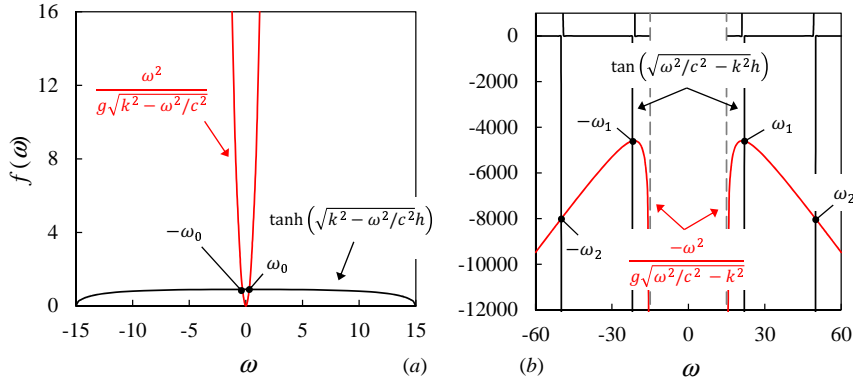 16
12
8
4
0
f (ω)
ω²
g√k² − ω²/c²
tanh(√k² − ω²/c²h)
−ω₀
ω₀
-15 -10 -5 0 5 10 15
ω
(a)
0
-2000
-4000
-6000
-8000
-10000
-12000
tan(√ω²/c² − k²h)
−ω₁
ω₁
ω₂
−ω₂
−ω²
g√ω²/c² − k²
-60 -30 0 30 60
(b)
ω